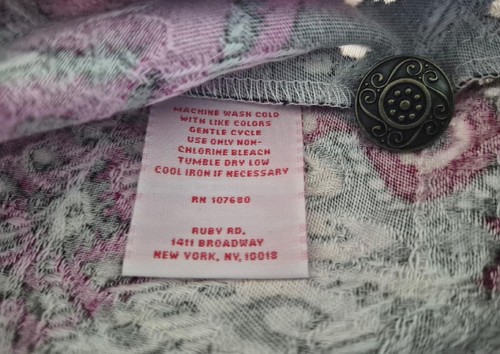 MACHINE WASH COLD
WITH LIKE COLORS
GENTLE CYCLE
USE ONLY NON-
CHLORINE BLEACH
TUMBLE DRY LOW
COOL IRON IF NECESSARY
RN 107680
RUBY RD.
1411 BROADWAY
NEW YORK, NY, 10018